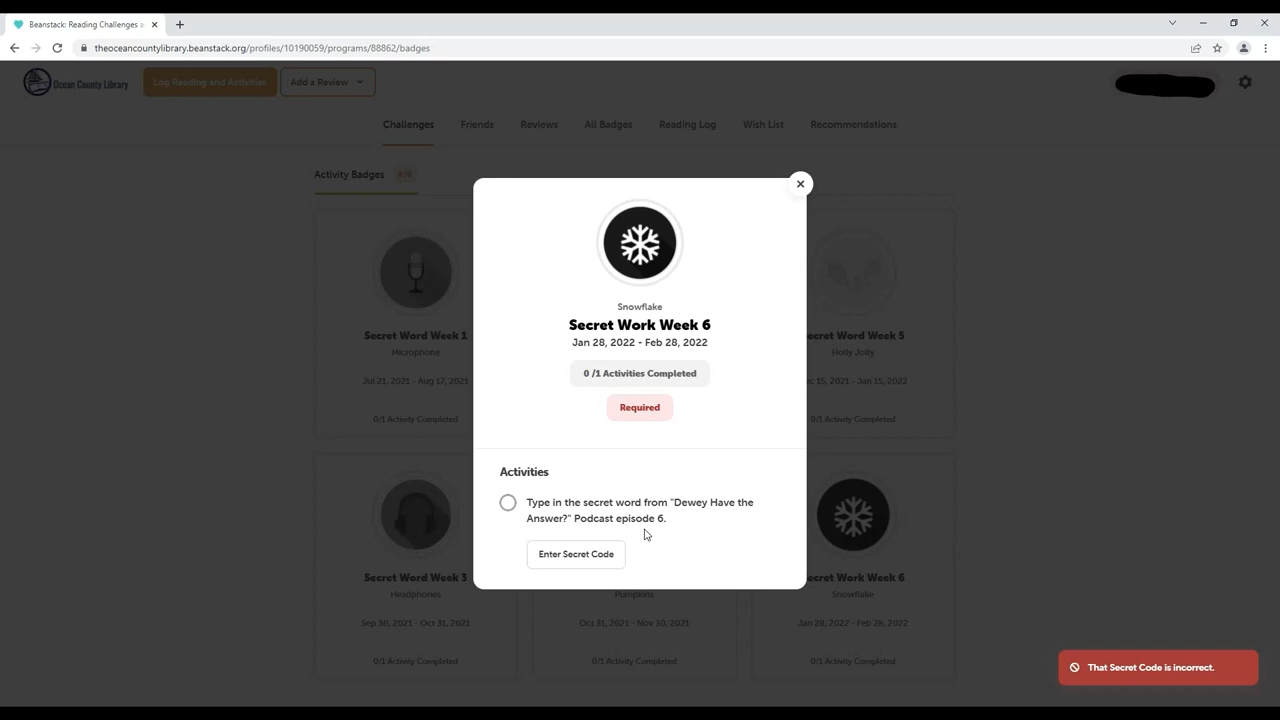 Beanstack: Reading Challenges a
theoceancountylibrary.beanstack.org/profiles/10190059/programs/88862/badges
Ocean County Library
Log Reading and Activities
Add a Review
Challenges
Friends
Reviews
All Badges
Reading Log
Wish List
Recommendations
Activity Badges
Secret Word Week 1
Microphone
Jul 21, 2021 - Aug 17, 2021
0/1 Activity Completed
ecret Word Week 5
Holly Jolly
15, 2021 - Jan 15, 2022
0/1 Activity Completed
Snowflake
Secret Work Week 6
Jan 28, 2022 - Feb 28, 2022
0 /1 Activities Completed
Required
Activities
Type in the secret word from "Dewey Have the
Answer?" Podcast episode 6.
Enter Secret Code
Secret Word Week 3
Headphones
Sep 30, 2021 - Oct 31, 2021
0/1 Activity Completed
Pumpkins
Oct 31, 2021 - Nov 30, 2021
0/1 Activity Completed
ecret Work Week 6
Snowflake
Jan 28, 2022 - Feb 28, 2022
0/1 Activity Completed
That Secret Code is incorrect.